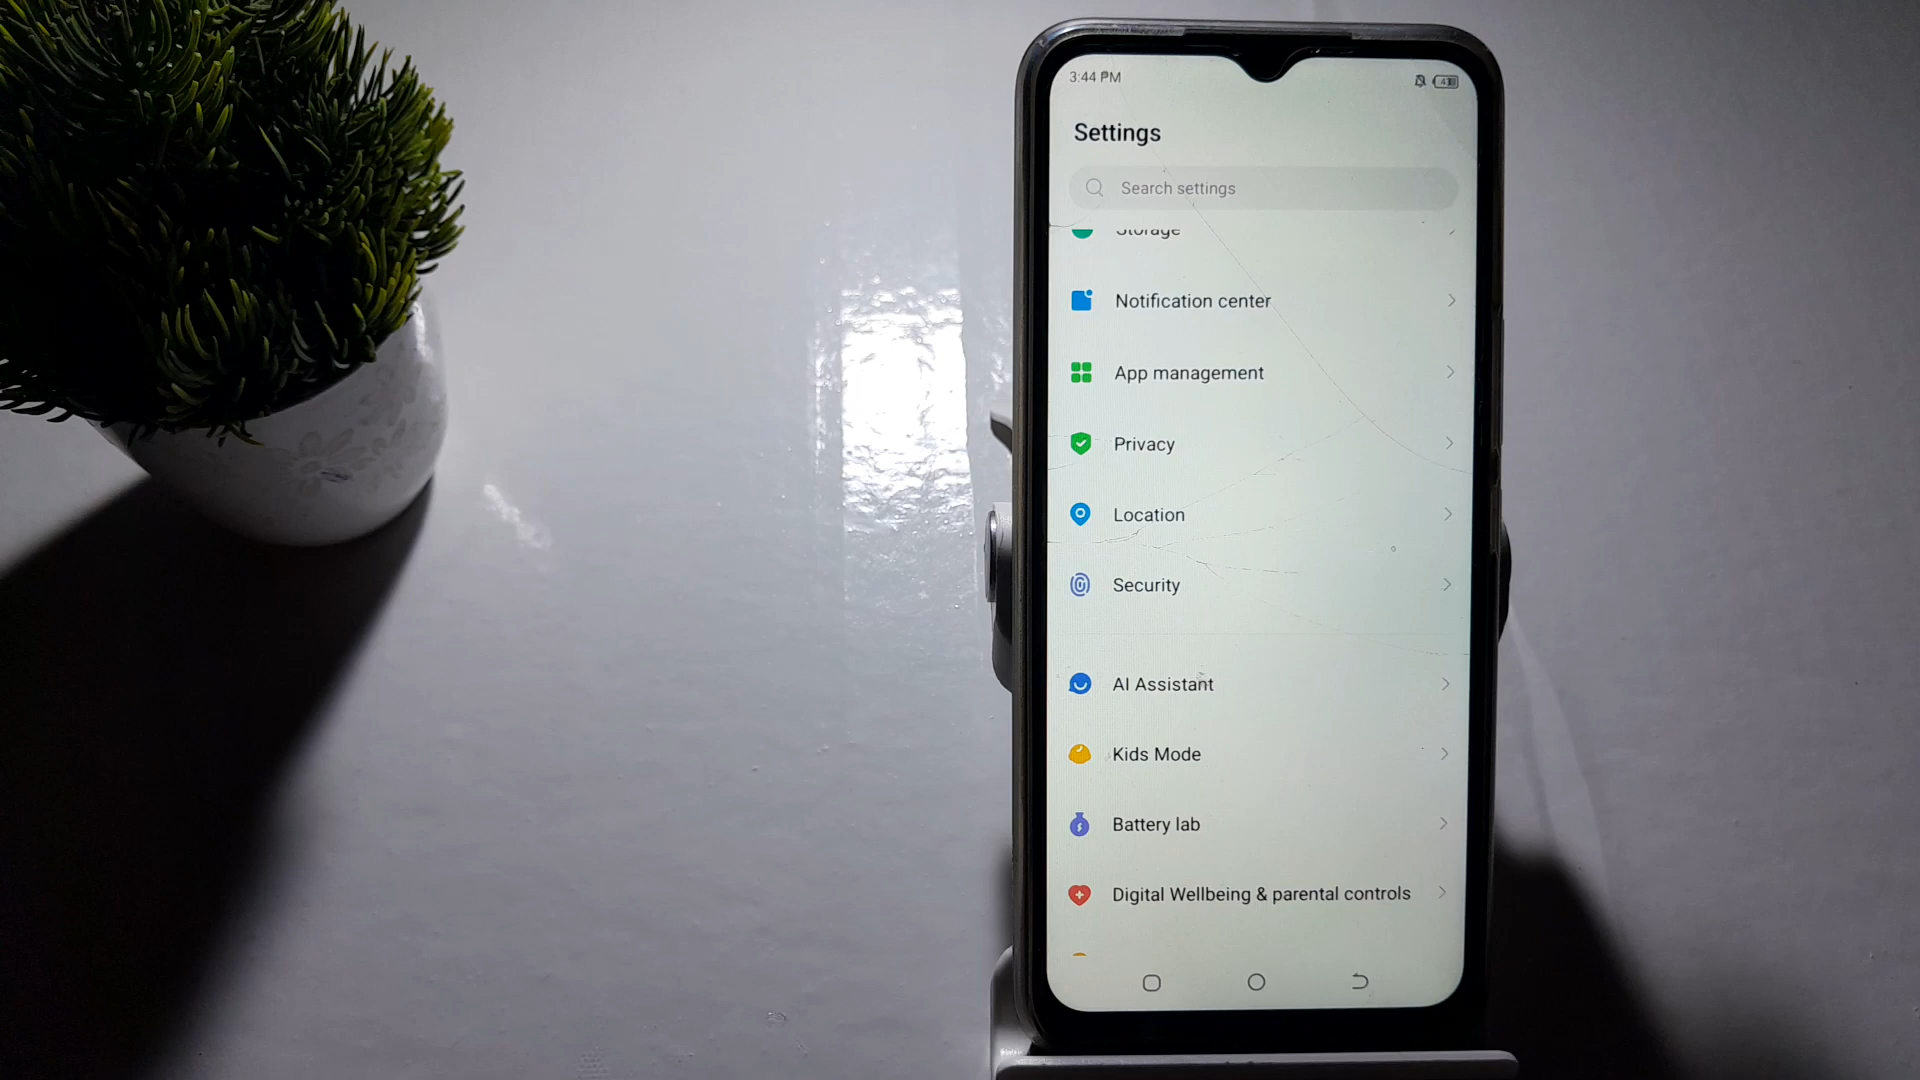 3:44 PM
Settings
Search settings
Storage
Notification center
App management
Privacy
Location
Security
AI Assistant
Kids Mode
Battery lab
Digital Wellbeing & parental controls